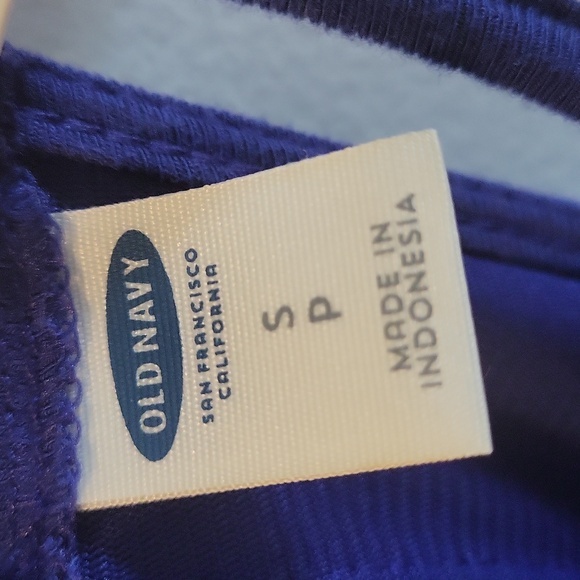 OLD NAVY
SAN FRANCISCO
CALIFORNIA
S
P
MADE IN
INDONESIA